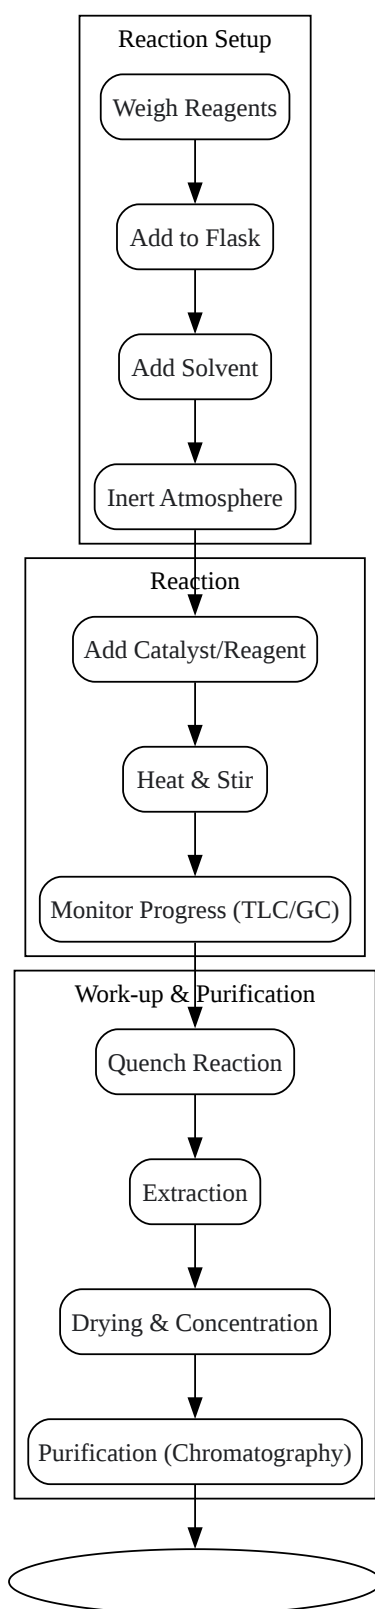 Reaction Setup
Weigh Reagents
Add to Flask
Add Solvent
Inert Atmosphere
Reaction
Add Catalyst/Reagent
Heat & Stir
Monitor Progress (TLC/GC)
Work-up & Purification
Quench Reaction
Extraction
Drying & Concentration
Purification (Chromatography)